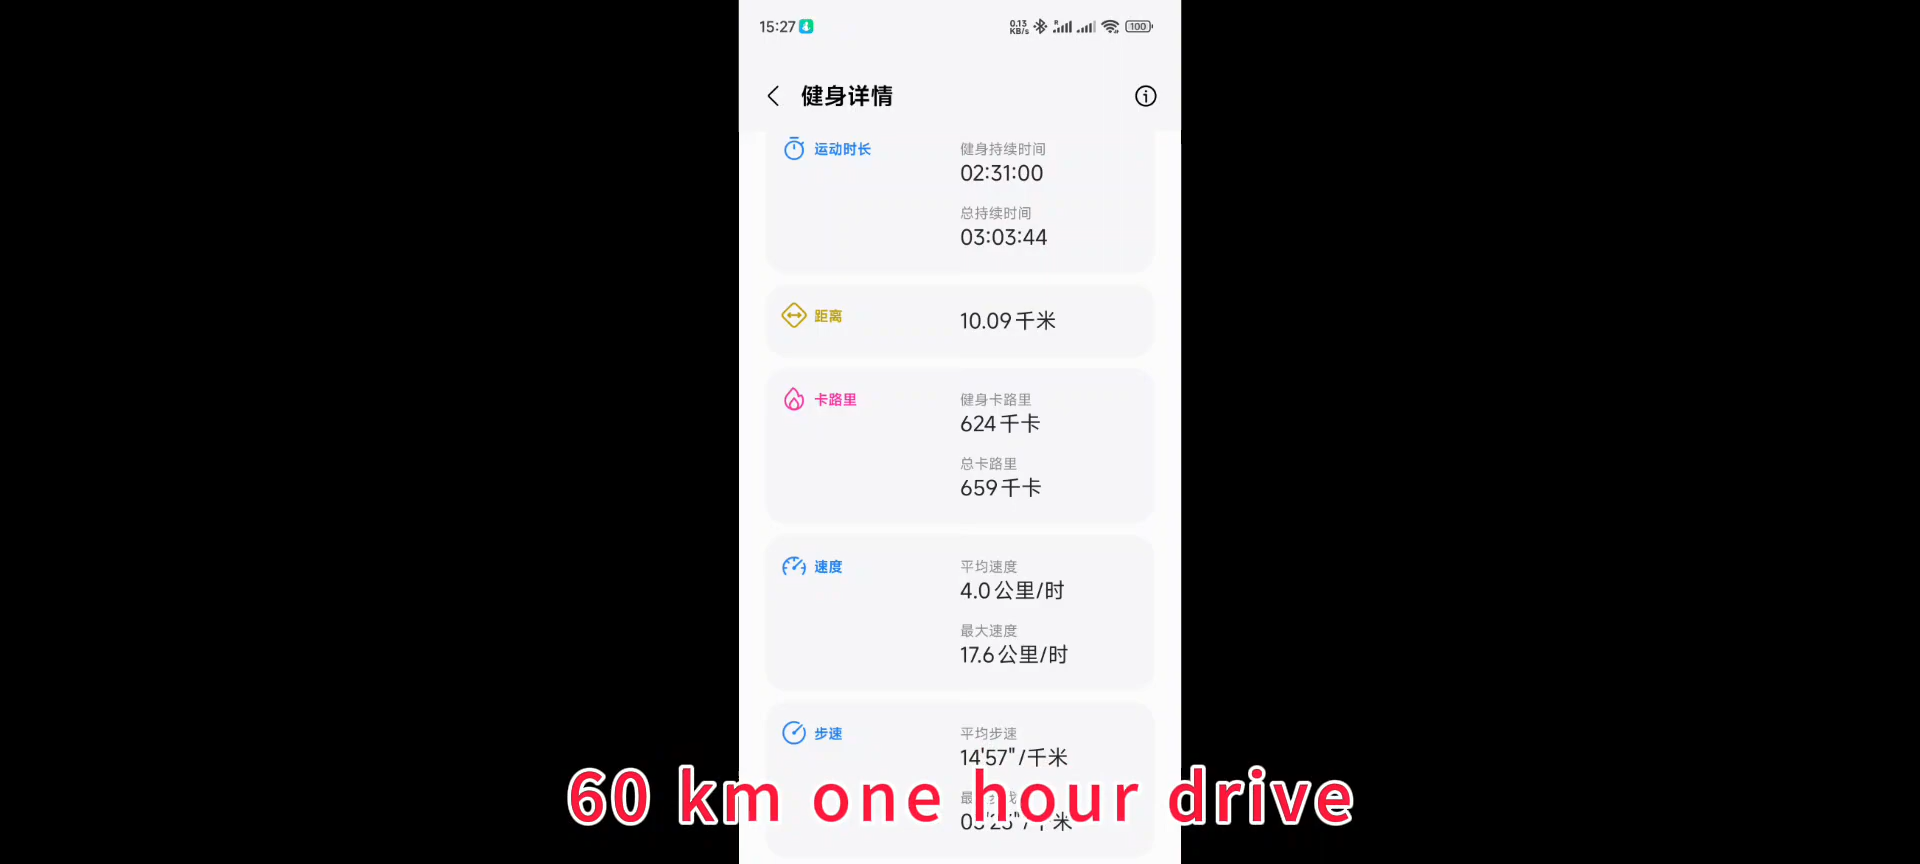 15:27
0.13
KB/s
R
100
健身详情
运动时长
健身持续时间
02:31:00
总持续时间
03:03:44
距离
10.09千米
卡路里
健身卡路里
624千卡
总卡路里
659千卡
速度
平均速度
4.0公里/时
最大速度
17.6公里/时
步速
平均步速
14'57"/千米
60 km one hour drive